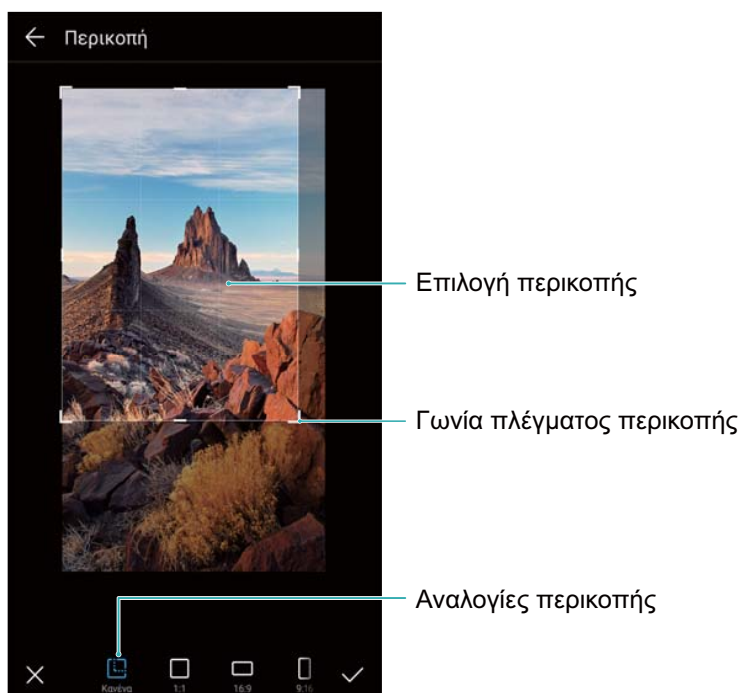 Περικοπή
Επιλογή περικοπής
Γωνία πλέγματος περικοπής
Αναλογίες περικοπής
Κανένα 1:1 16:9 9:16